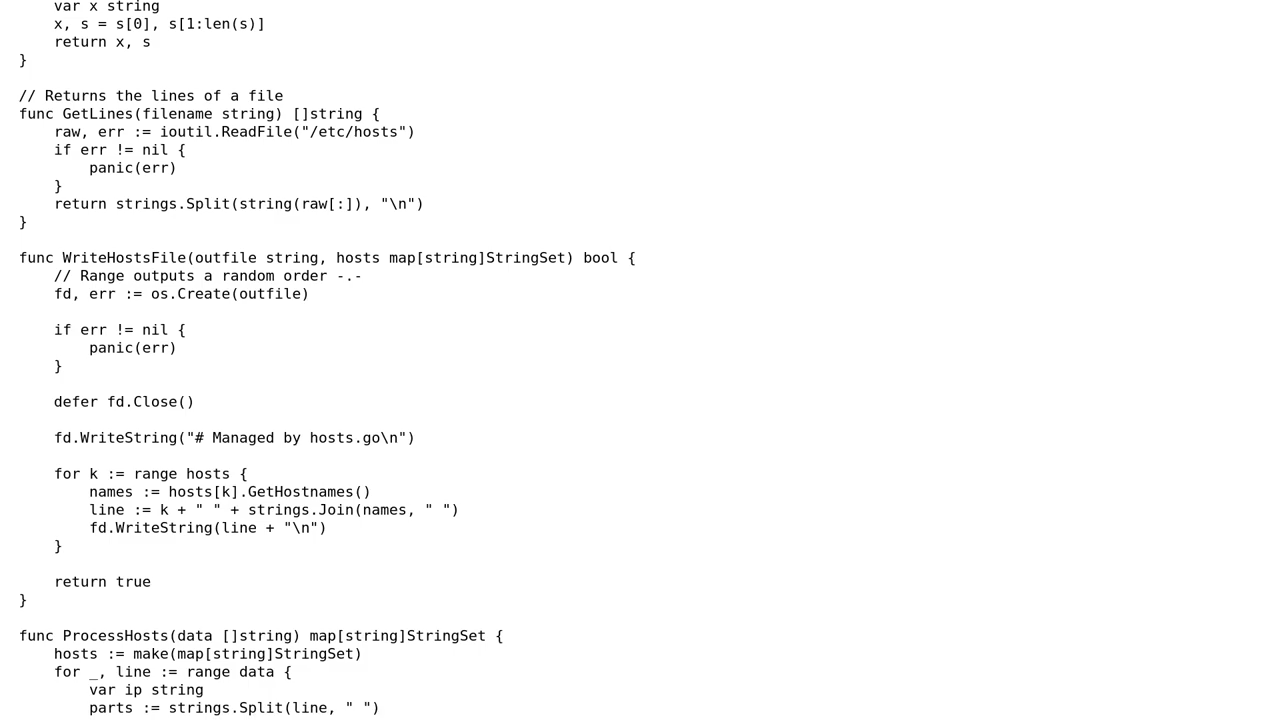 var x string
    x, s = s[0], s[1:len(s)]
    return x, s
}

// Returns the lines of a file
func GetLines(filename string) []string {
    raw, err := ioutil.ReadFile("/etc/hosts")
    if err != nil {
        panic(err)
    }
    return strings.Split(string(raw[:]), "\n")
}

func WriteHostsFile(outfile string, hosts map[string]StringSet) bool {
    // Range outputs a random order -.-
    fd, err := os.Create(outfile)

    if err != nil {
        panic(err)
    }

    defer fd.Close()

    fd.WriteString("# Managed by hosts.go\n")

    for k := range hosts {
        names := hosts[k].GetHostnames()
        line := k + " " + strings.Join(names, " ")
        fd.WriteString(line + "\n")
    }

    return true
}

func ProcessHosts(data []string) map[string]StringSet {
    hosts := make(map[string]StringSet)
    for _, line := range data {
        var ip string
        parts := strings.Split(line, " ")